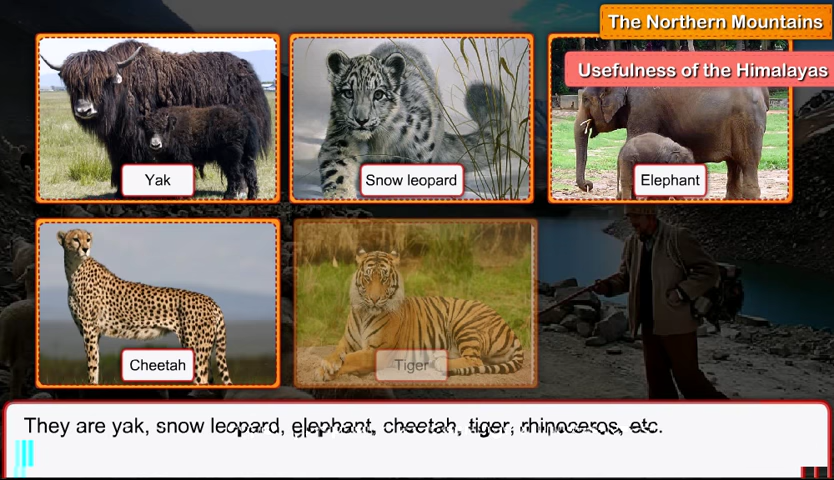 The Northern Mountains
Usefulness of the Himalayas
Yak
Snow leopard
Elephant
Cheetah
Tiger
They are yak, snow leopard, elephant, cheetah, tiger, rhinoceros, etc.